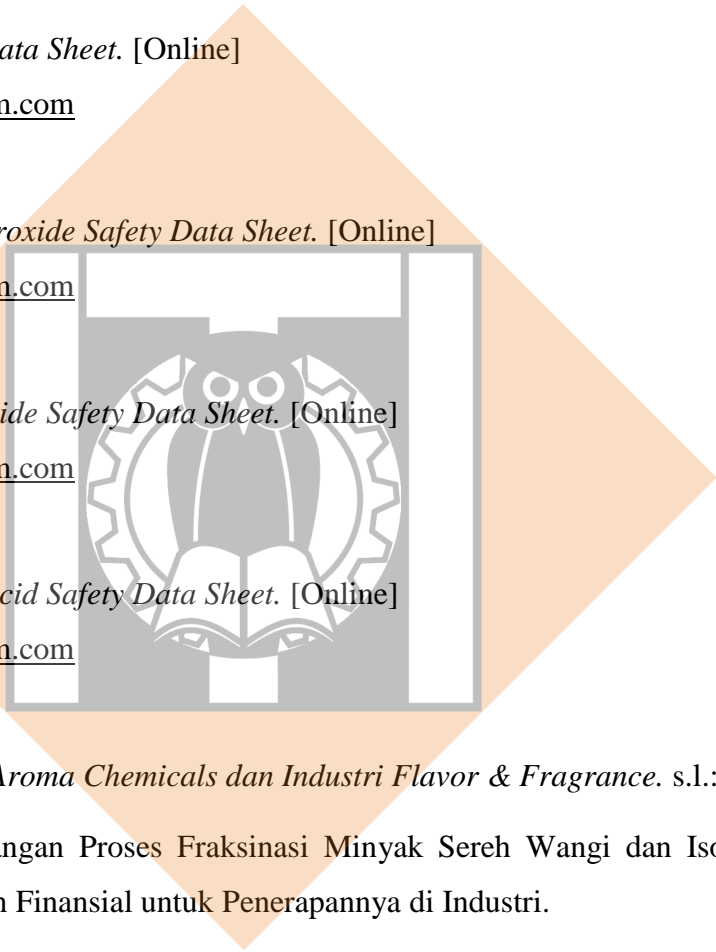 ata Sheet. [Online]
m.com
roxide Safety Data Sheet. [Online]
m.com
ide Safety Data Sheet. [Online]
m.com
cid Safety Data Sheet. [Online]
m.com
Aroma Chemicals dan Industri Flavor & Fragrance. s.l.:
angan Proses Fraksinasi Minyak Sereh Wangi dan Iso
n Finansial untuk Penerapannya di Industri.